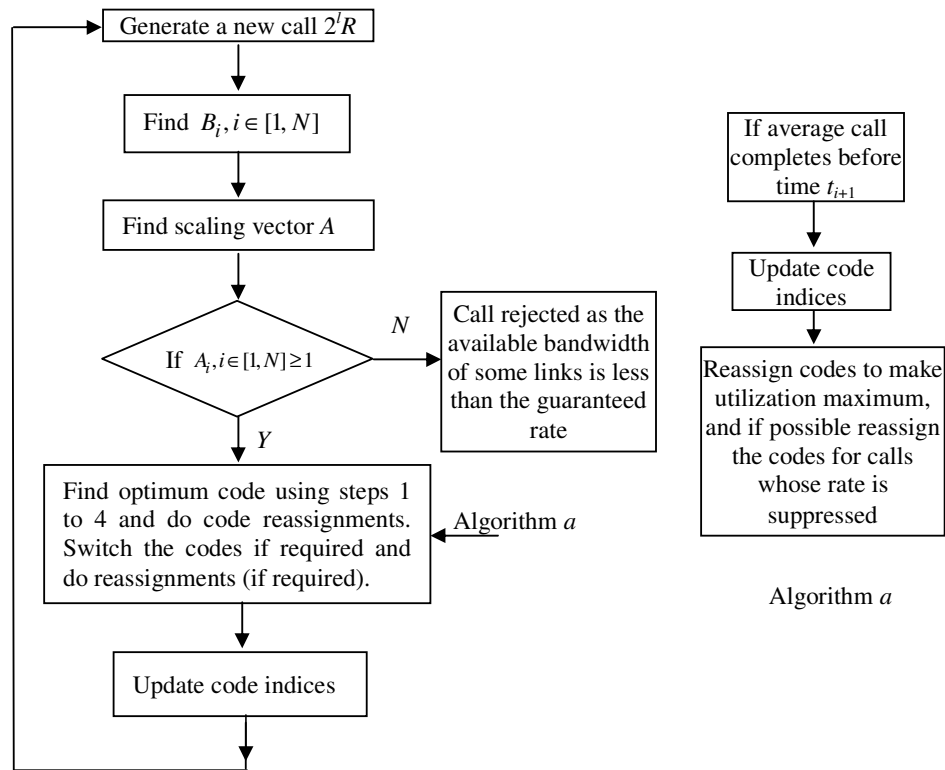 Generate a new call 2^l R
Find B_i, i ∈ [1, N]
Find scaling vector A
If A_i, i ∈ [1, N] ≥ 1
N
Call rejected as the
available bandwidth
of some links is less
than the guaranteed
rate
Y
Find optimum code using steps 1
to 4 and do code reassignments.
Switch the codes if required and
do reassignments (if required).
Algorithm a
Update code indices
If average call
completes before
time t_{i+1}
Update code
indices
Reassign codes to make
utilization maximum,
and if possible reassign
the codes for calls
whose rate is
suppressed
Algorithm a